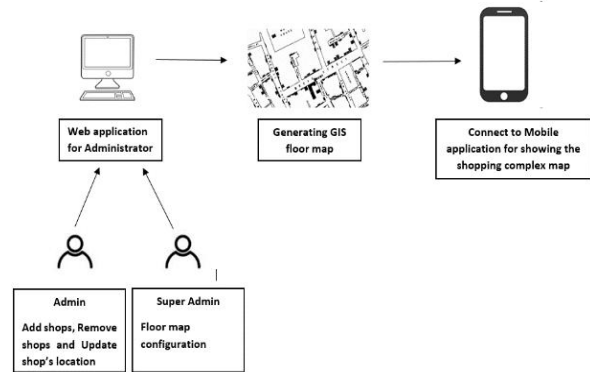 Web application
for Administrator
Generating GIS
floor map
Connect to Mobile
application for showing the
shopping complex map
Admin
Add shops, Remove
shops and Update
shop's location
Super Admin
Floor map
configuration